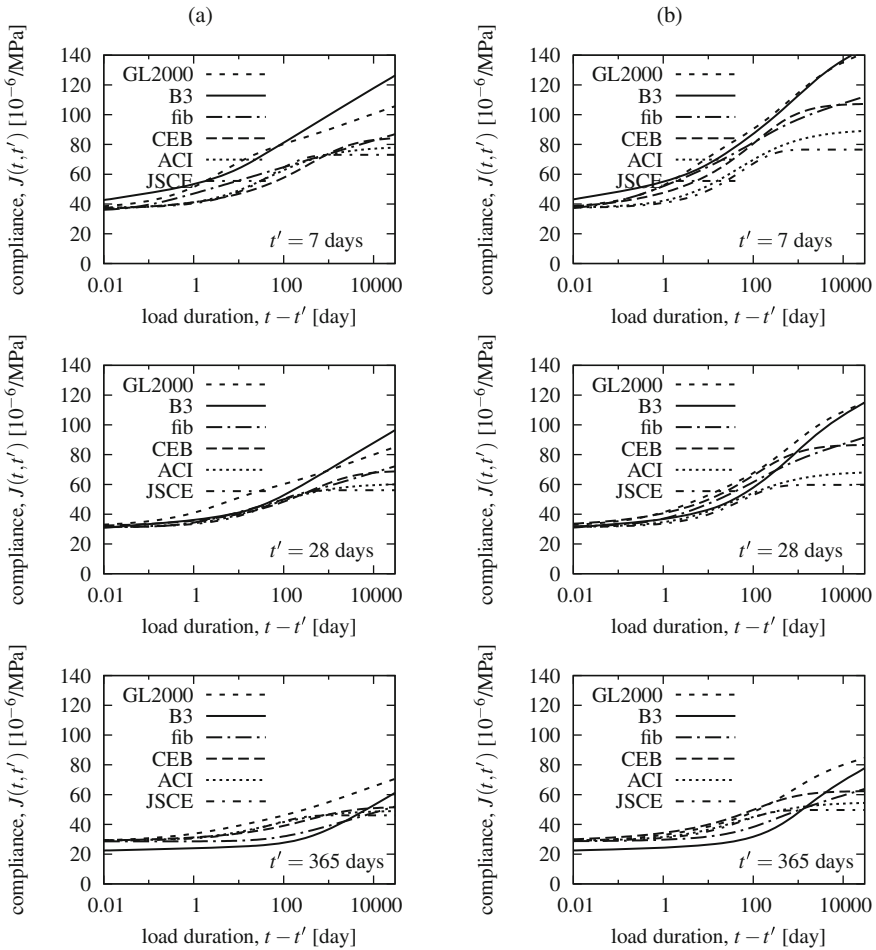 (a)
compliance, J(t,t′) [10⁻⁶/MPa]
140
120
100
80
60
40
20
0
GL2000
B3
fib
CEB
ACI
JSCE
t′ = 7 days
0.01 1 100 10000
load duration, t − t′ [day]
(b)
compliance, J(t,t′) [10⁻⁶/MPa]
140
120
100
80
60
40
20
0
GL2000
B3
fib
CEB
ACI
JSCE
t′ = 7 days
0.01 1 100 10000
load duration, t − t′ [day]
compliance, J(t,t′) [10⁻⁶/MPa]
140
120
100
80
60
40
20
0
GL2000
B3
fib
CEB
ACI
JSCE
t′ = 28 days
0.01 1 100 10000
load duration, t − t′ [day]
compliance, J(t,t′) [10⁻⁶/MPa]
140
120
100
80
60
40
20
0
GL2000
B3
fib
CEB
ACI
JSCE
t′ = 28 days
0.01 1 100 10000
load duration, t − t′ [day]
compliance, J(t,t′) [10⁻⁶/MPa]
140
120
100
80
60
40
20
0
GL2000
B3
fib
CEB
ACI
JSCE
t′ = 365 days
0.01 1 100 10000
load duration, t − t′ [day]
compliance, J(t,t′) [10⁻⁶/MPa]
140
120
100
80
60
40
20
0
GL2000
B3
fib
CEB
ACI
JSCE
t′ = 365 days
0.01 1 100 10000
load duration, t − t′ [day]